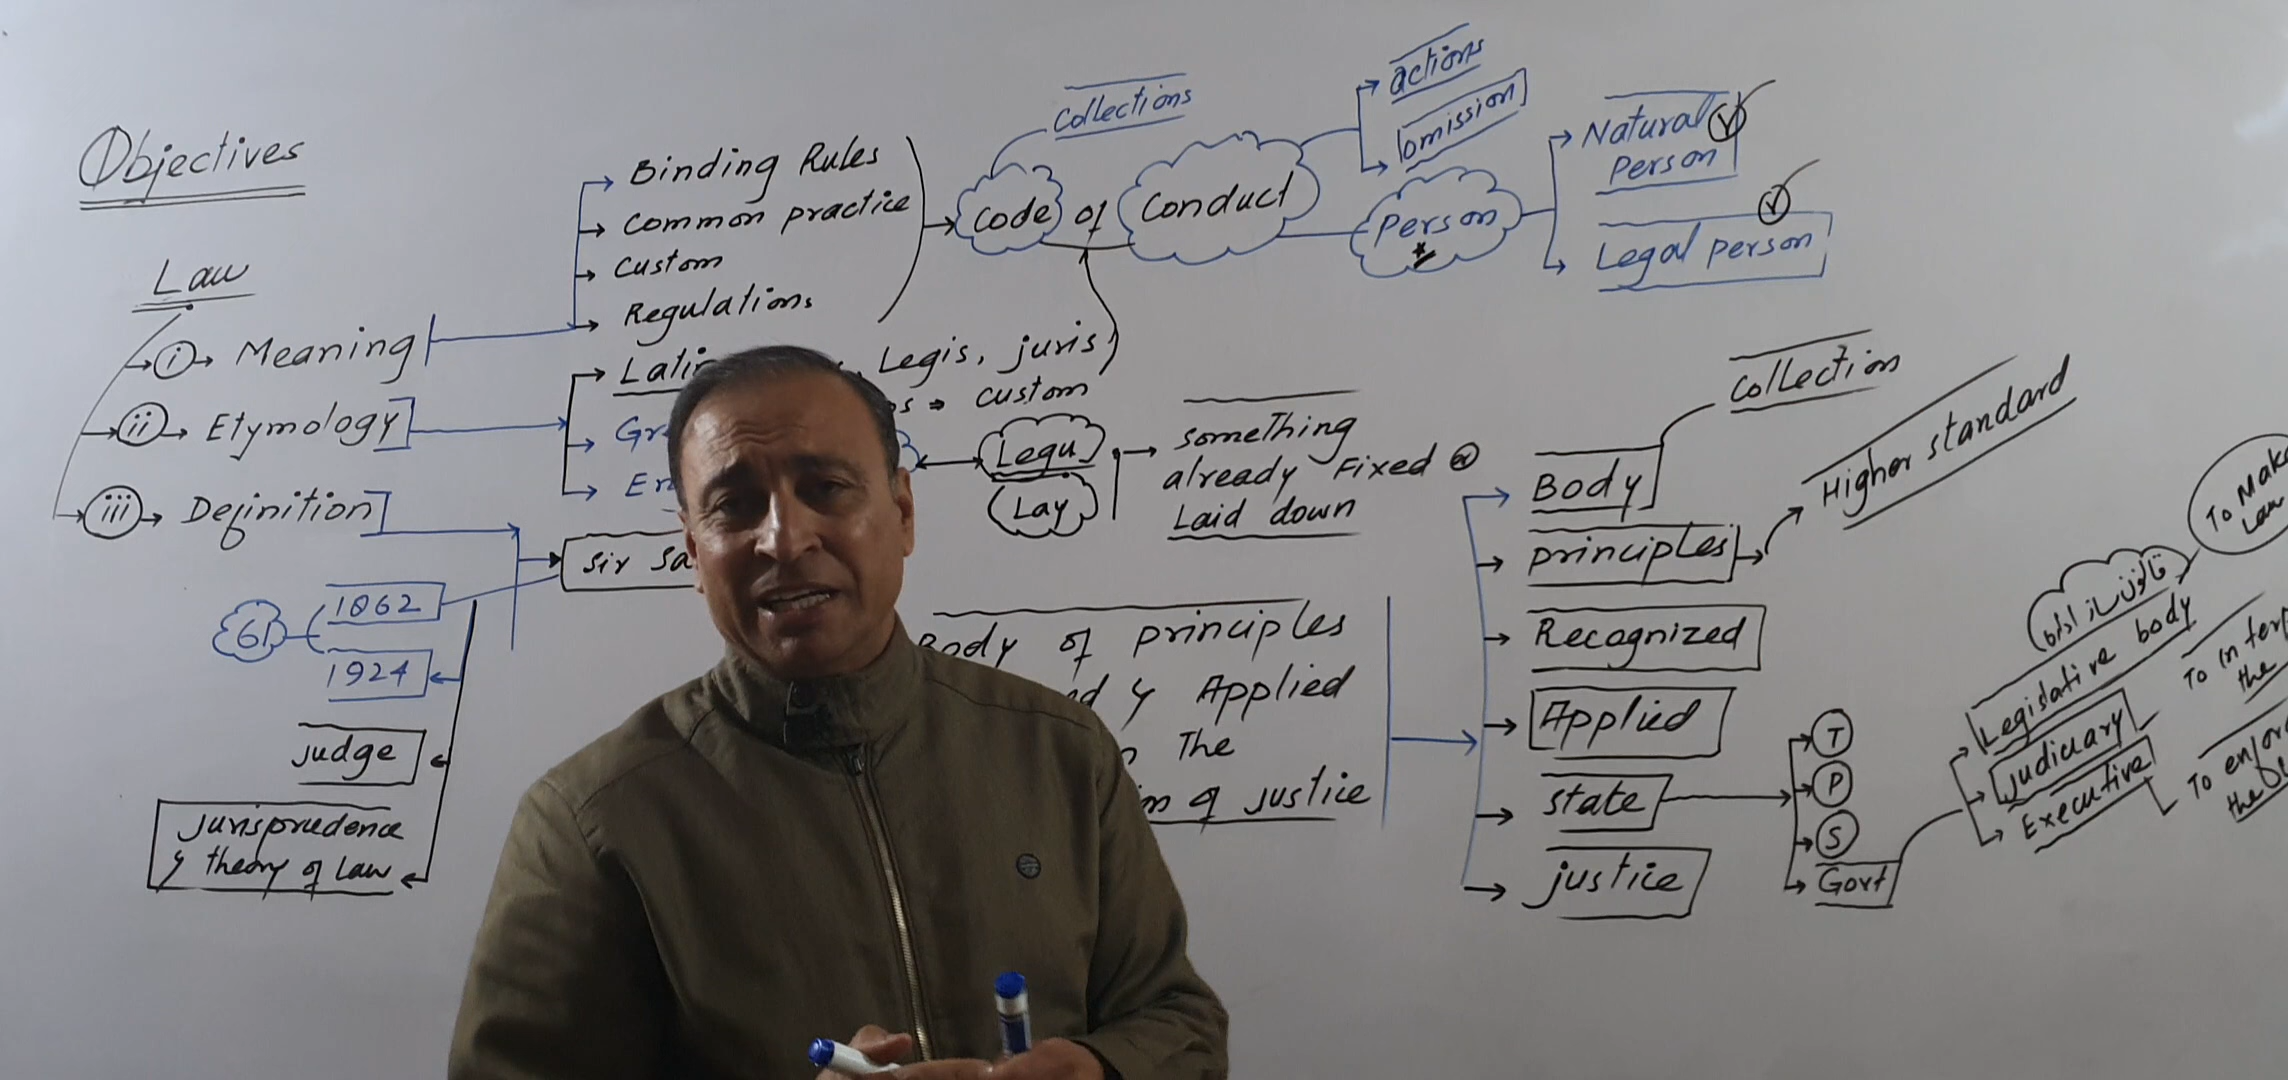 Objectives
Law
i → Meaning
ii → Etymology
iii → Definition
1862
1924
61
judge
jurisprudence
& theory of Law
Binding Rules
Common practice
Custom
Regulations
Legis, juris
⇒ custom
Legu
Lay
something
already Fixed
Laid down
Sir
Body of principles
& Applied
The
of justice
Collections
Code of Conduct
actions
omission
Person
Natural
Person
Legal person
Body
Collection
principles
Higher standard
Recognized
Applied
state
justice
T
P
S
Govt
Legislative body
قانون ساز ادارہ
To Make
Law
judiciary
the
Executive
the